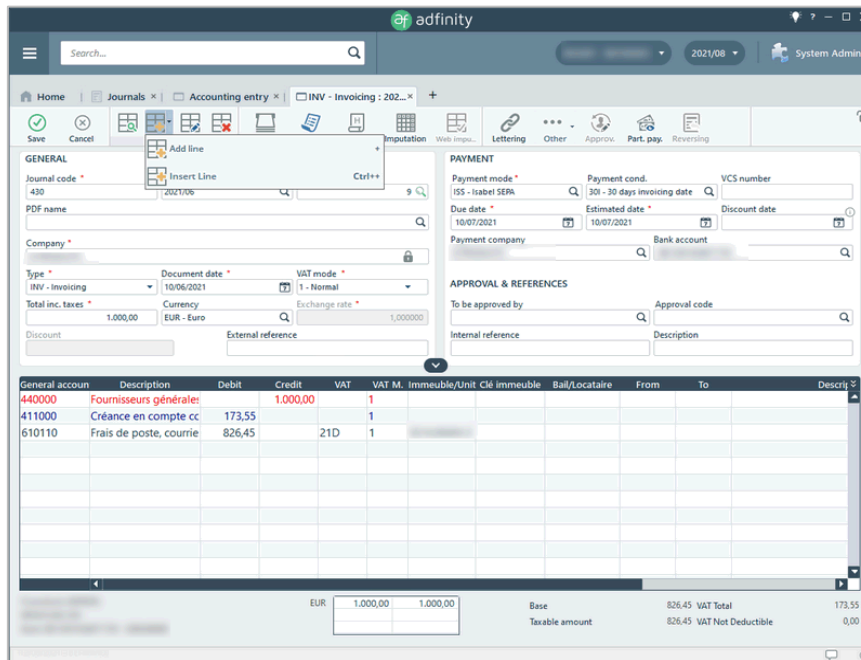 adfinity
? – □
Search...
2021/08
System Admin
Home
Journals ×
Accounting entry ×
INV - Invoicing : 202... ×
+
Save
Cancel
Imputation
Web impu...
Lettering
Other
Approv.
Part. pay.
Reversing
Add line +
Insert Line Ctrl++
GENERAL
Journal code *
430
2021/06
9
PDF name
Company *
Type *
Document date *
VAT mode *
INV - Invoicing
10/06/2021
1 - Normal
Total inc. taxes *
Currency
Exchange rate *
1.000,00
EUR - Euro
1,000000
Discount
External reference
PAYMENT
Payment mode *
Payment cond.
VCS number
ISS - Isabel SEPA
30I - 30 days invoicing date
Due date *
Estimated date *
Discount date
10/07/2021
10/07/2021
Payment company
Bank account
APPROVAL & REFERENCES
To be approved by
Approval code
Internal reference
Description
General accoun Description Debit Credit VAT VAT M. Immeuble/Unit Clé immeuble Bail/Locataire From To Descrip
440000 Fournisseurs générales 1.000,00 1
411000 Créance en compte cc 173,55 1
610110 Frais de poste, courrie 826,45 21D 1
EUR 1.000,00 1.000,00
Base 826,45 VAT Total 173,55
Taxable amount 826,45 VAT Not Deductible 0,00